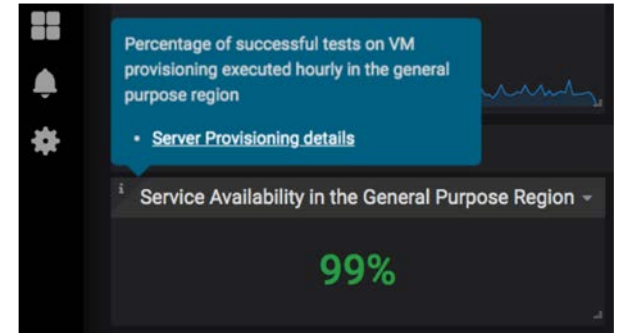 Percentage of successful tests on VM
provisioning executed hourly in the general
purpose region
• Server Provisioning details
i
Service Availability in the General Purpose Region
99%